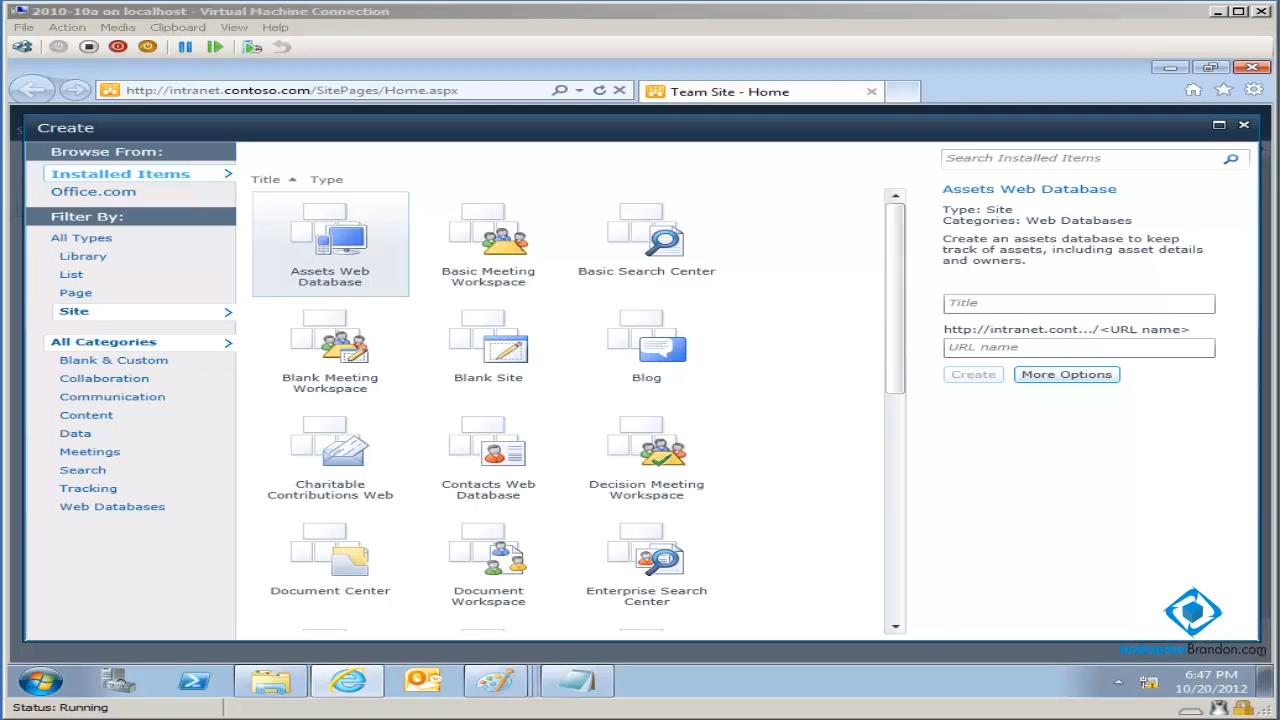 2010-10a on localhost - Virtual Machine Connection
File Action Media Clipboard View Help
http://intranet.contoso.com/SitePages/Home.aspx
Team Site - Home
Create
Browse From:
Installed Items
Office.com
Filter By:
All Types
Library
List
Page
Site
All Categories
Blank & Custom
Collaboration
Communication
Content
Data
Meetings
Search
Tracking
Web Databases
Title Type
Assets Web
Database
Basic Meeting
Workspace
Basic Search Center
Blank Meeting
Workspace
Blank Site
Blog
Charitable
Contributions Web
Contacts Web
Database
Decision Meeting
Workspace
Document Center
Document
Workspace
Enterprise Search
Center
Search Installed Items
Assets Web Database
Type: Site
Categories: Web Databases
Create an assets database to keep
track of assets, including asset details
and owners.
Title
http://intranet.cont.../<URL name>
URL name
Create More Options
InstructorBrandon.com
6:47 PM
10/20/2012
Status: Running